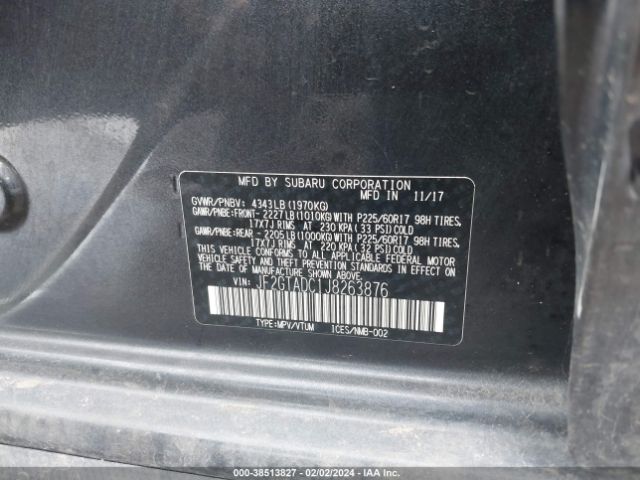 MFD BY SUBARU CORPORATION
MFD IN 11/17
GVWR/PNBV: 4343LB(1970KG)
GAWR/PNBE:FRONT- 2227LB(1010KG)WITH P225/60R17 98H TIRES,
17X7J RIMS AT 230 KPA(33 PSI)COLD
GAWR/PNBE:REAR - 2205LB(1000KG)WITH P225/60R17 98H TIRES,
17X7J RIMS AT 220 KPA(32 PSI)COLD
THIS VEHICLE CONFORMS TO ALL APPLICABLE FEDERAL MOTOR
VEHICLE SAFETY AND THEFT PREVENTION STANDARDS IN EFFECT
ON THE DATE OF MANUFACTURE SHOWN ABOVE.
VIN: JF2GTADC1J8263876
TYPE:MPV/VTUM ICES/NMB-002
000-38513827 - 02/02/2024 - IAA Inc.